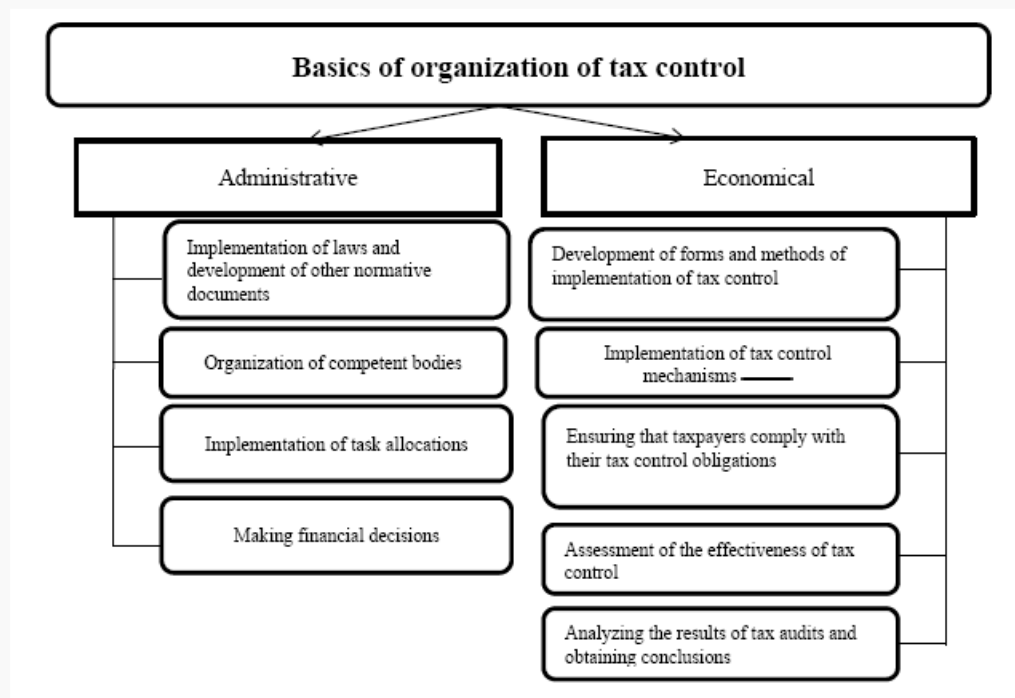 Basics of organization of tax control
Administrative
Economical
Implementation of laws and
development of other normative
documents
Organization of competent bodies
Implementation of task allocations
Making financial decisions
Development of forms and methods of
implementation of tax control
Implementation of tax control
mechanisms
Ensuring that taxpayers comply with
their tax control obligations
Assessment of the effectiveness of tax
control
Analyzing the results of tax audits and
obtaining conclusions